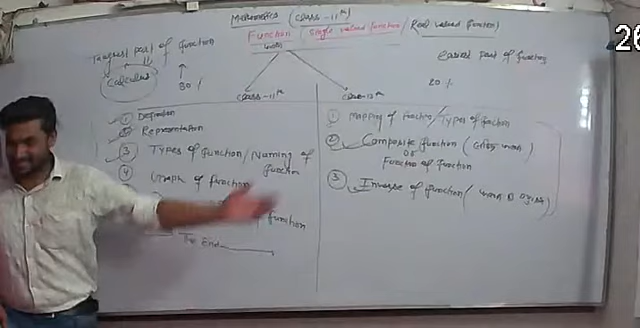 Mathematics (class-11th)
Function / Single valued function / Real valued function)
Toughest part of function
Calculus
80 %
Easiest part of function
20 %
class-11th
class-12th
① Definition
② Representation
③ Types of function / Naming of
function
④ Graph of function
function
The End
① Mapping of function / Types of function
② Composite function (
or
Function of function
③ Inverse of function (
26